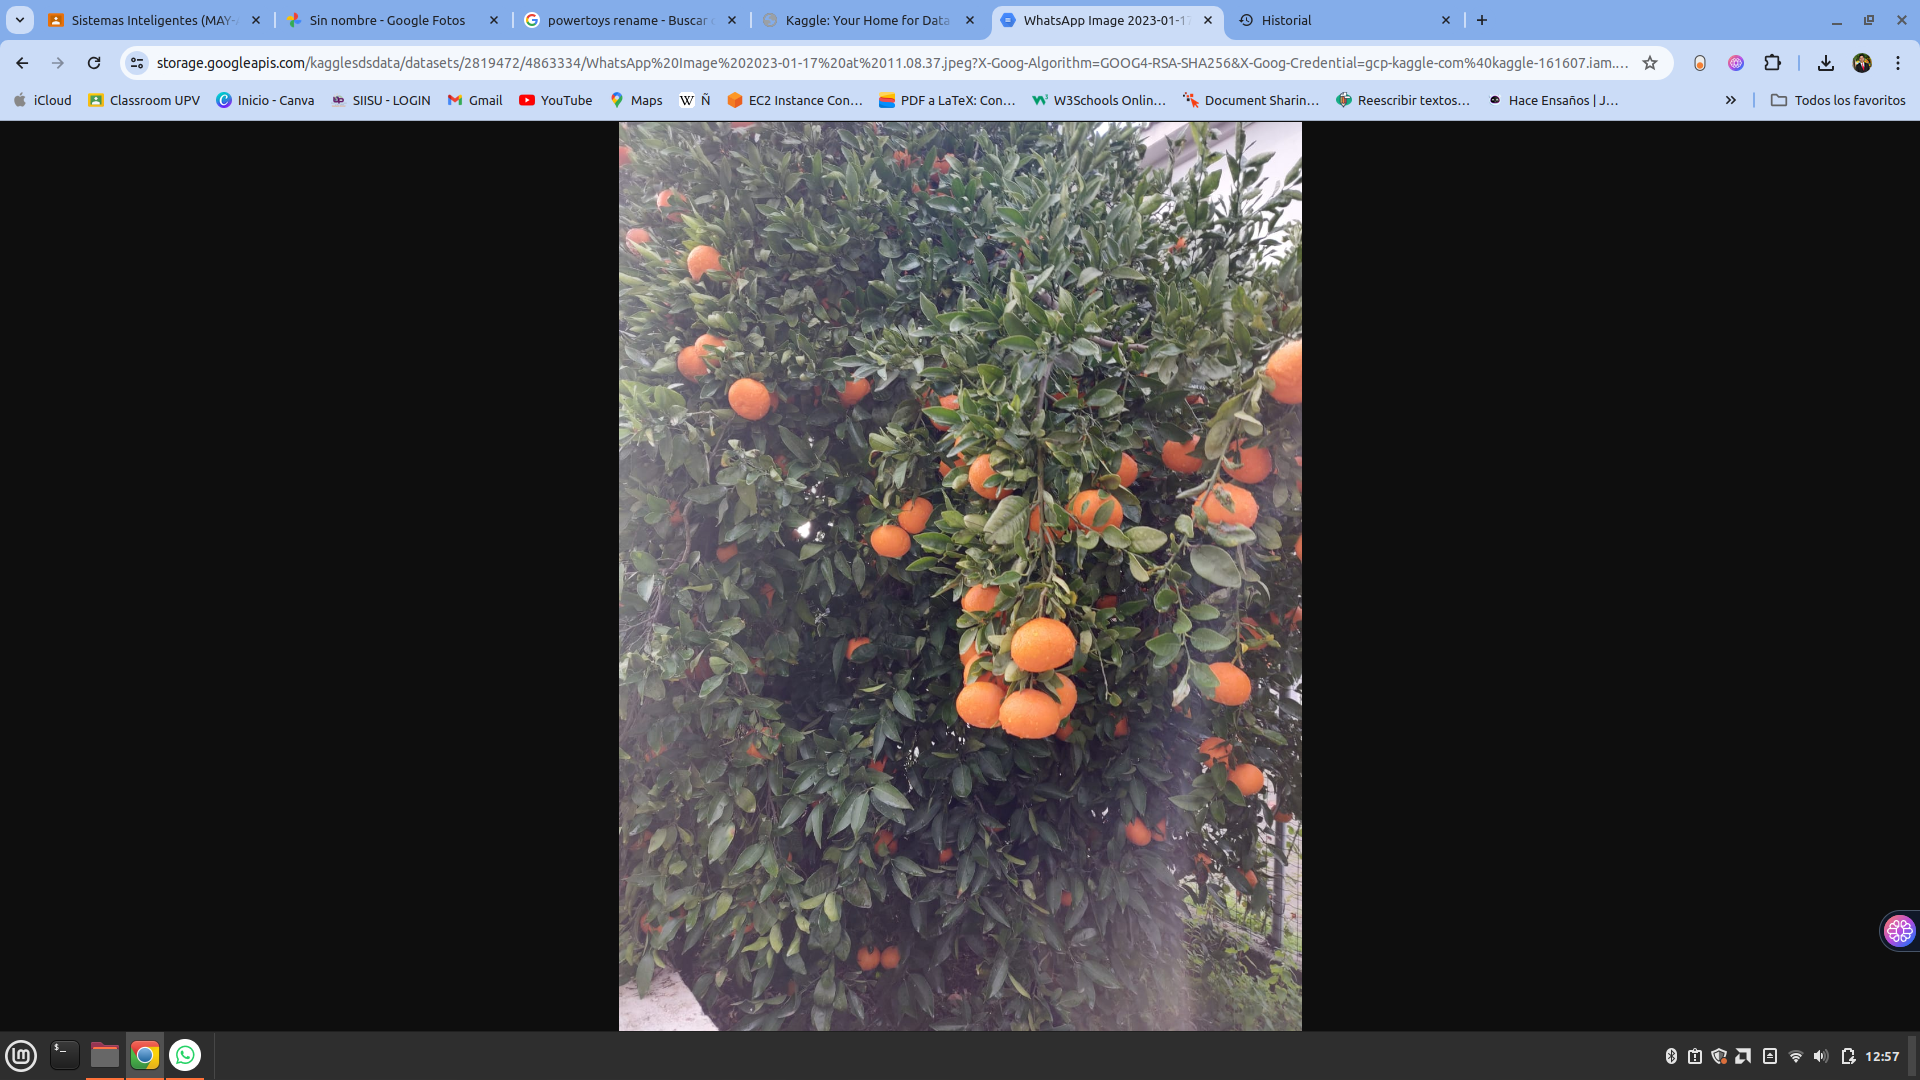 Sistemas Inteligentes (MAY-
Sin nombre - Google Fotos
powertoys rename - Buscar
Kaggle: Your Home for Data
WhatsApp Image 2023-01-17
Historial
storage.googleapis.com/kagglesdsdata/datasets/2819472/4863334/WhatsApp%20Image%202023-01-17%20at%2011.08.37.jpeg?X-Goog-Algorithm=GOOG4-RSA-SHA256&X-Goog-Credential=gcp-kaggle-com%40kaggle-161607.iam....
iCloud
Classroom UPV
Inicio - Canva
SIISU - LOGIN
Gmail
YouTube
Maps
W Ñ
EC2 Instance Con...
PDF a LaTeX: Con...
W3Schools Onlin...
Document Sharin...
Reescribir textos...
Hace Ensaños | J...
Todos los favoritos
12:57